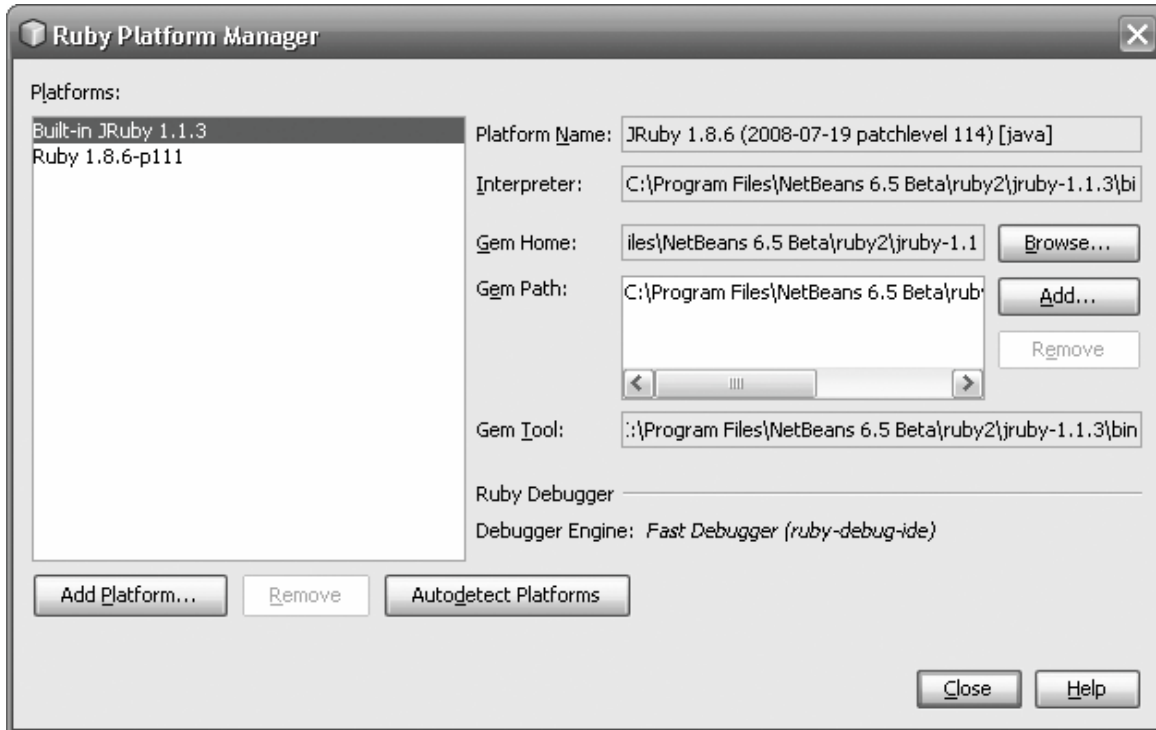 Ruby Platform Manager
Platforms:
Built-in JRuby 1.1.3
Ruby 1.8.6-p111
Platform Name: JRuby 1.8.6 (2008-07-19 patchlevel 114) [java]
Interpreter: C:\Program Files\NetBeans 6.5 Beta\ruby2\jruby-1.1.3\bi
Gem Home: iles\NetBeans 6.5 Beta\ruby2\jruby-1.1 Browse...
Gem Path: C:\Program Files\NetBeans 6.5 Beta\rub Add...
Remove
Gem Tool: :\Program Files\NetBeans 6.5 Beta\ruby2\jruby-1.1.3\bin
Ruby Debugger
Debugger Engine: Fast Debugger (ruby-debug-ide)
Add Platform... Remove Autodetect Platforms
Close Help